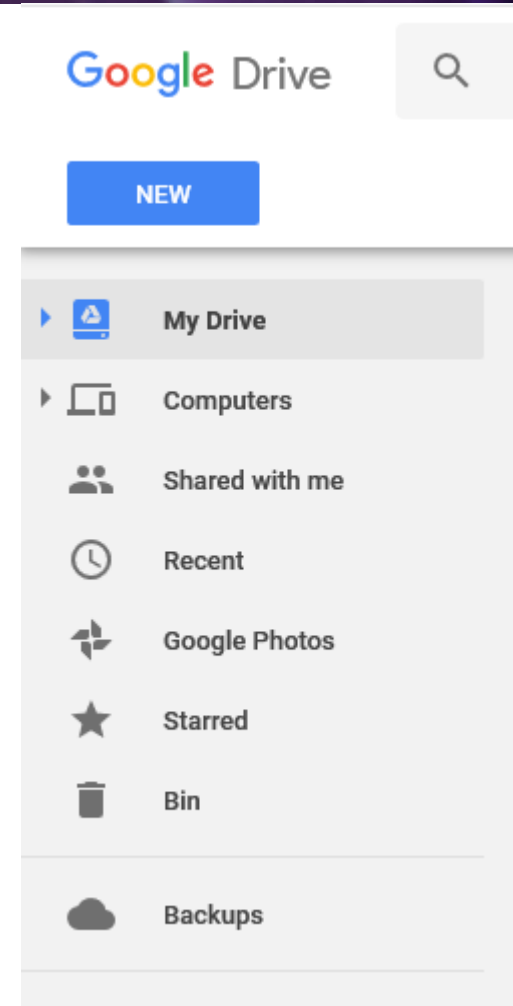 Google Drive
NEW
My Drive
Computers
Shared with me
Recent
Google Photos
Starred
Bin
Backups